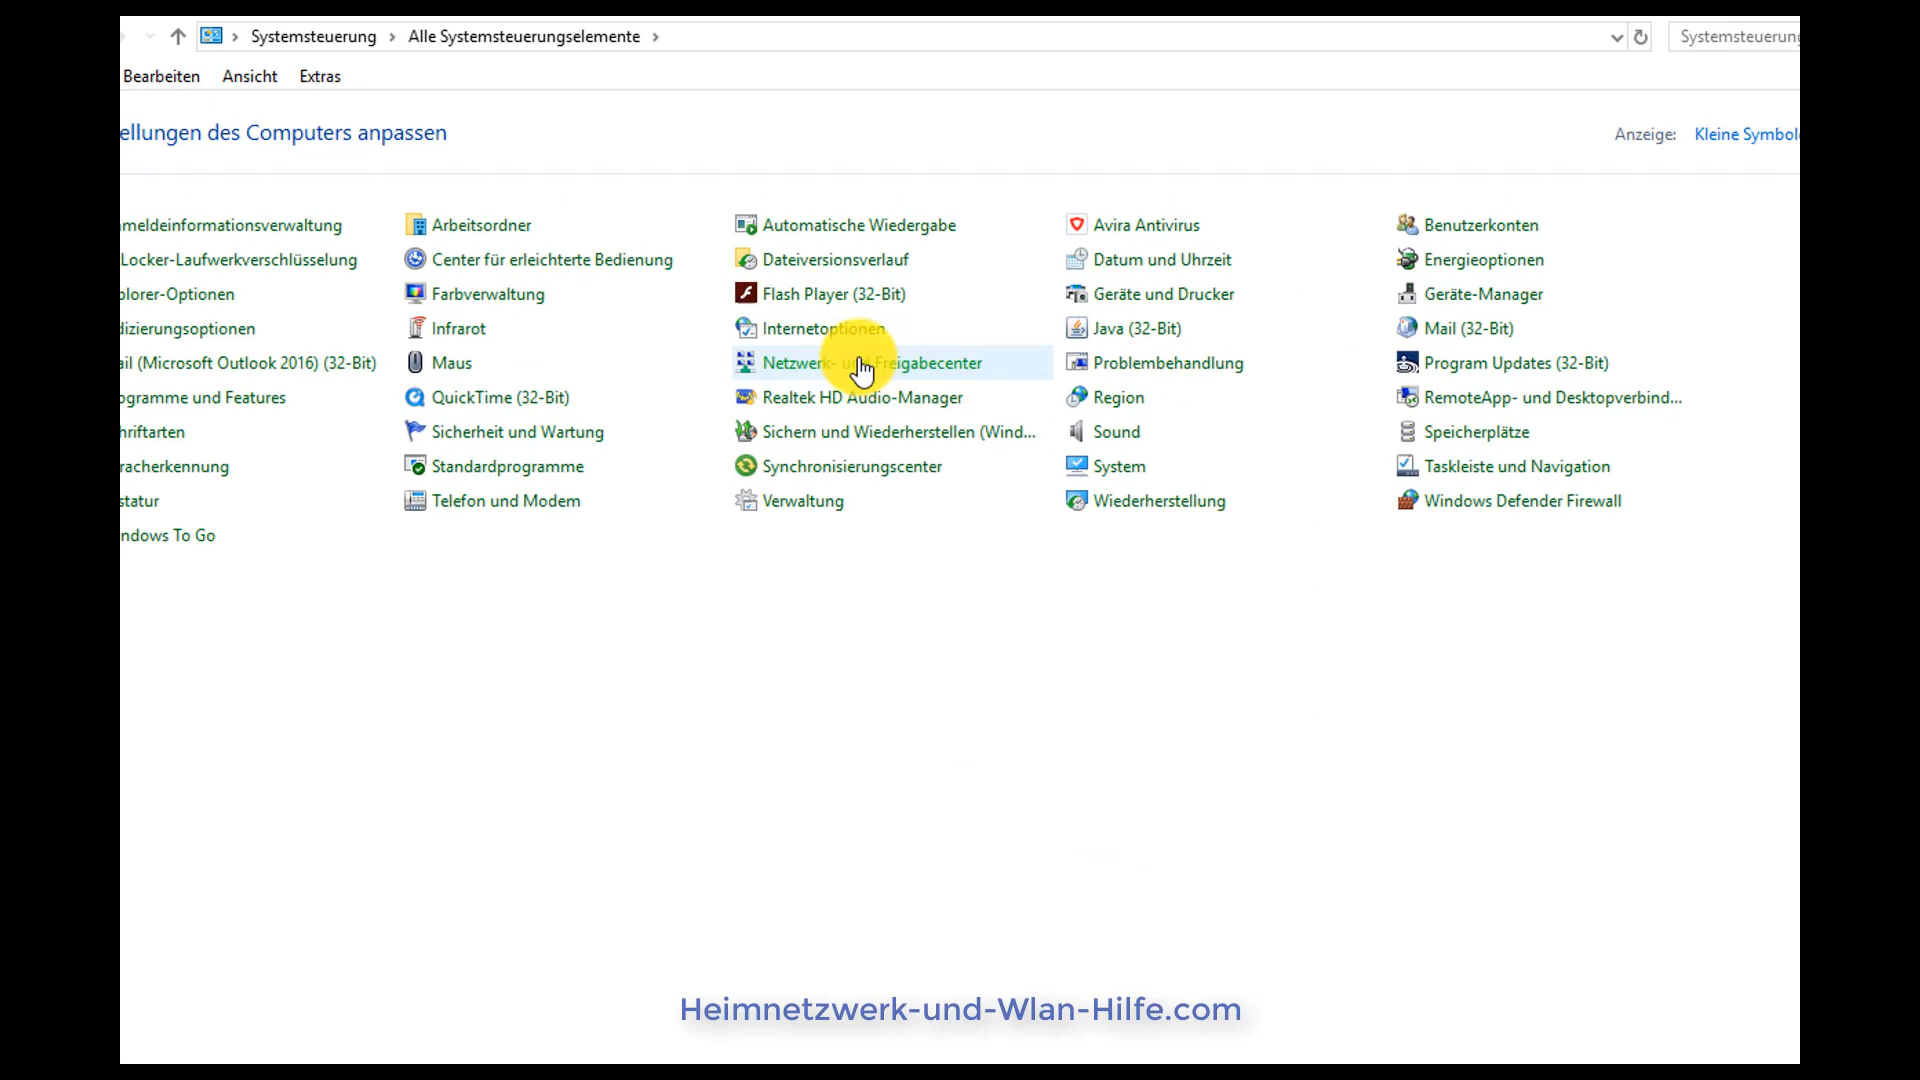 Systemsteuerung > Alle Systemsteuerungselemente >
Systemsteuerung
Bearbeiten Ansicht Extras
ellungen des Computers anpassen
Anzeige: Kleine Symbol
meldeinformationsverwaltung Arbeitsordner Automatische Wiedergabe Avira Antivirus Benutzerkonten
Locker-Laufwerkverschlüsselung Center für erleichterte Bedienung Dateiversionsverlauf Datum und Uhrzeit Energieoptionen
plorer-Optionen Farbverwaltung Flash Player (32-Bit) Geräte und Drucker Geräte-Manager
dizierungsoptionen Infrarot Internetoptionen Java (32-Bit) Mail (32-Bit)
ail (Microsoft Outlook 2016) (32-Bit) Maus Netzwerk- und Freigabecenter Problembehandlung Program Updates (32-Bit)
ogramme und Features QuickTime (32-Bit) Realtek HD Audio-Manager Region RemoteApp- und Desktopverbind...
hriftarten Sicherheit und Wartung Sichern und Wiederherstellen (Wind... Sound Speicherplätze
racherkennung Standardprogramme Synchronisierungscenter System Taskleiste und Navigation
statur Telefon und Modem Verwaltung Wiederherstellung Windows Defender Firewall
ndows To Go
Heimnetzwerk-und-Wlan-Hilfe.com